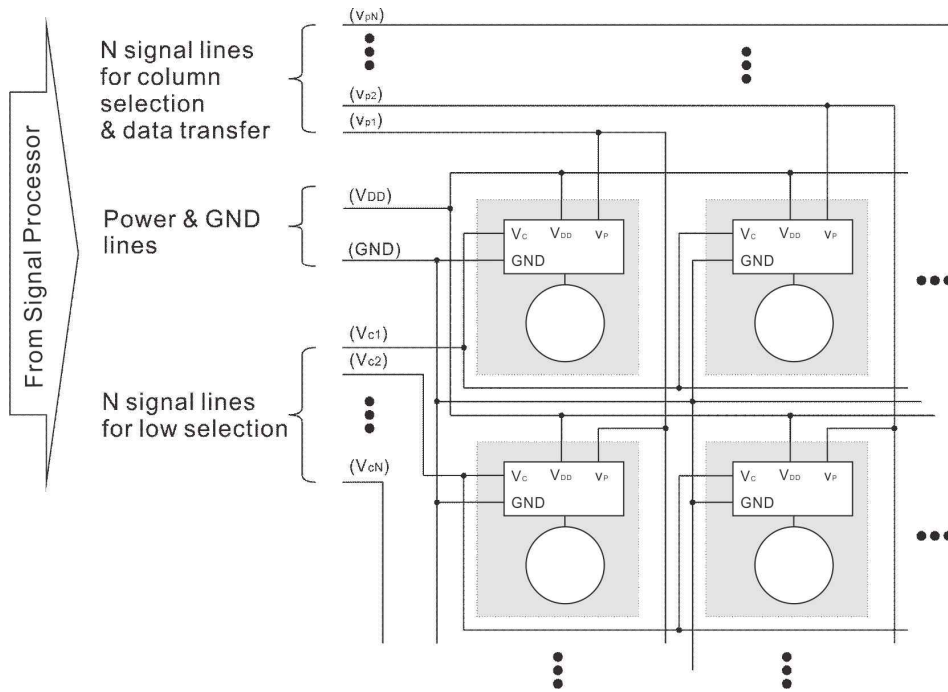 From Signal Processor
N signal lines
for column
selection
& data transfer
(vpN)
(vp2)
(vp1)
Power & GND
lines
(VDD)
(GND)
N signal lines
for low selection
(Vc1)
(Vc2)
(VcN)
VC VDD vP
GND
VC VDD vP
GND
VC VDD vP
GND
VC VDD vP
GND